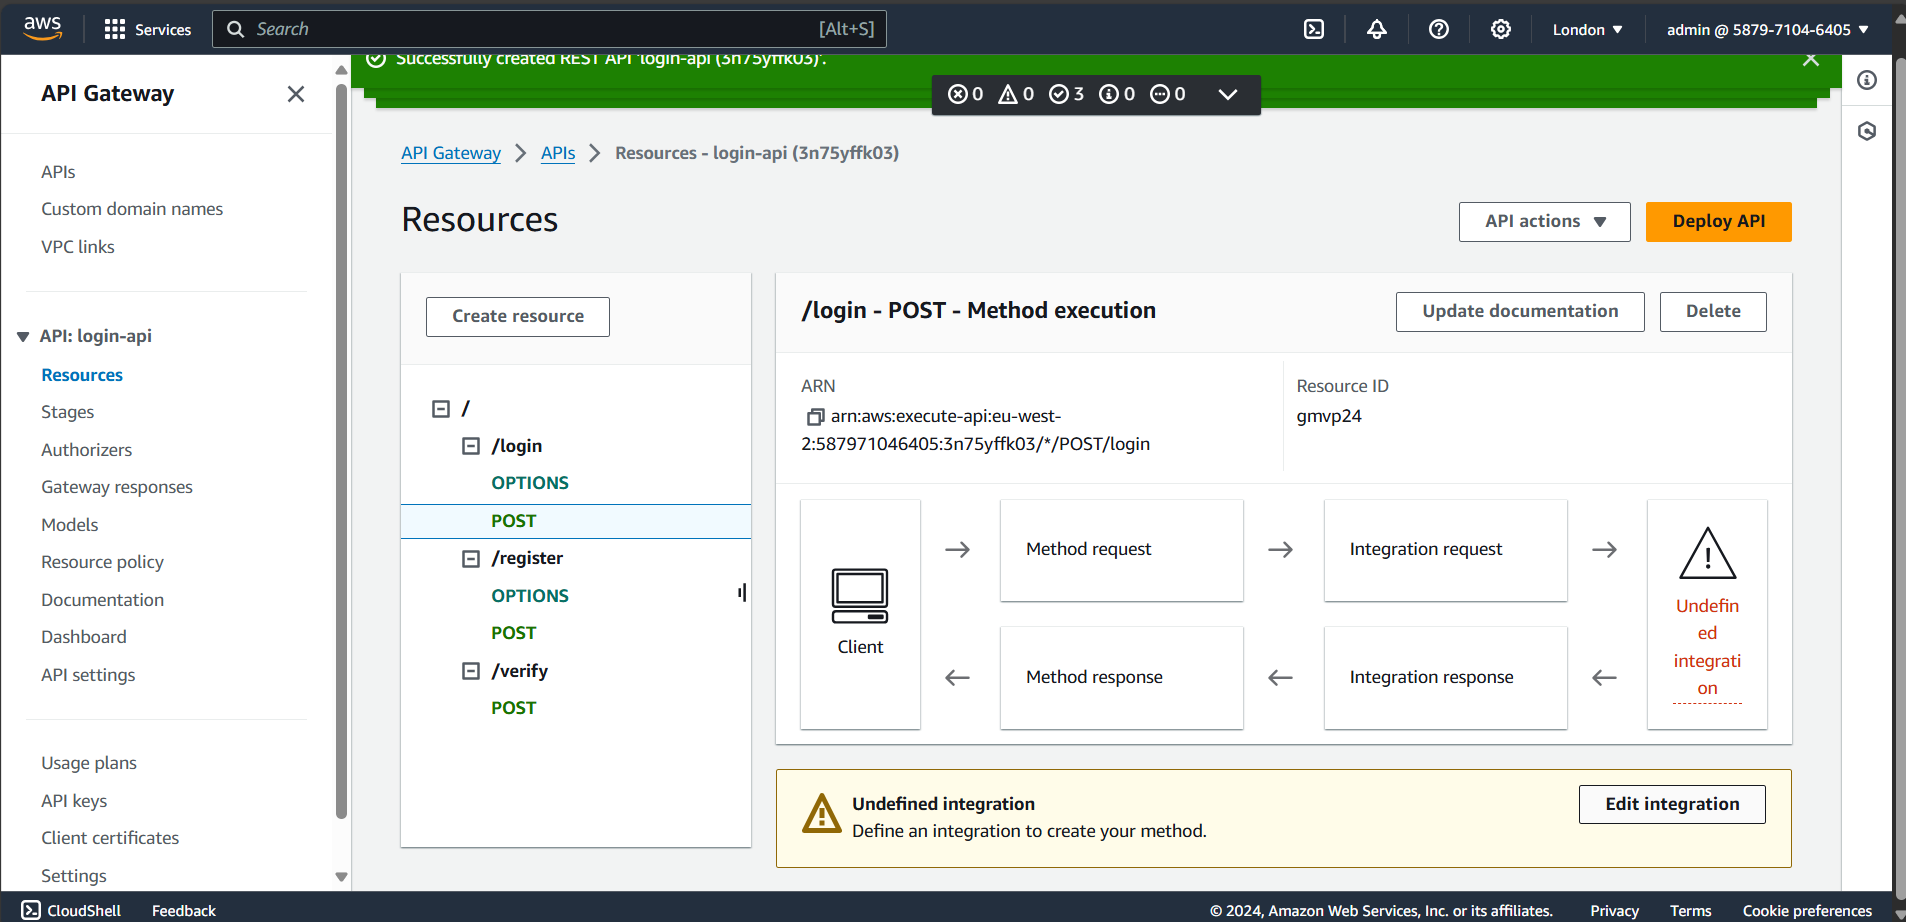 aws
Services
Search
[Alt+S]
London
admin @ 5879-7104-6405
API Gateway
APIs
Custom domain names
VPC links
API: login-api
Resources
Stages
Authorizers
Gateway responses
Models
Resource policy
Documentation
Dashboard
API settings
Usage plans
API keys
Client certificates
Settings
Successfully created REST API 'login-api (3n75yffk03)'.
0 0 3 0 0
API Gateway > APIs > Resources - login-api (3n75yffk03)
Resources
API actions
Deploy API
Create resource
/
/login
OPTIONS
POST
/register
OPTIONS
POST
/verify
POST
/login - POST - Method execution
Update documentation
Delete
ARN
arn:aws:execute-api:eu-west-
2:587971046405:3n75yffk03/*/POST/login
Resource ID
gmvp24
Client
Method request
Integration request
Method response
Integration response
Undefin
ed
integrati
on
Undefined integration
Define an integration to create your method.
Edit integration
CloudShell
Feedback
© 2024, Amazon Web Services, Inc. or its affiliates.
Privacy
Terms
Cookie preferences